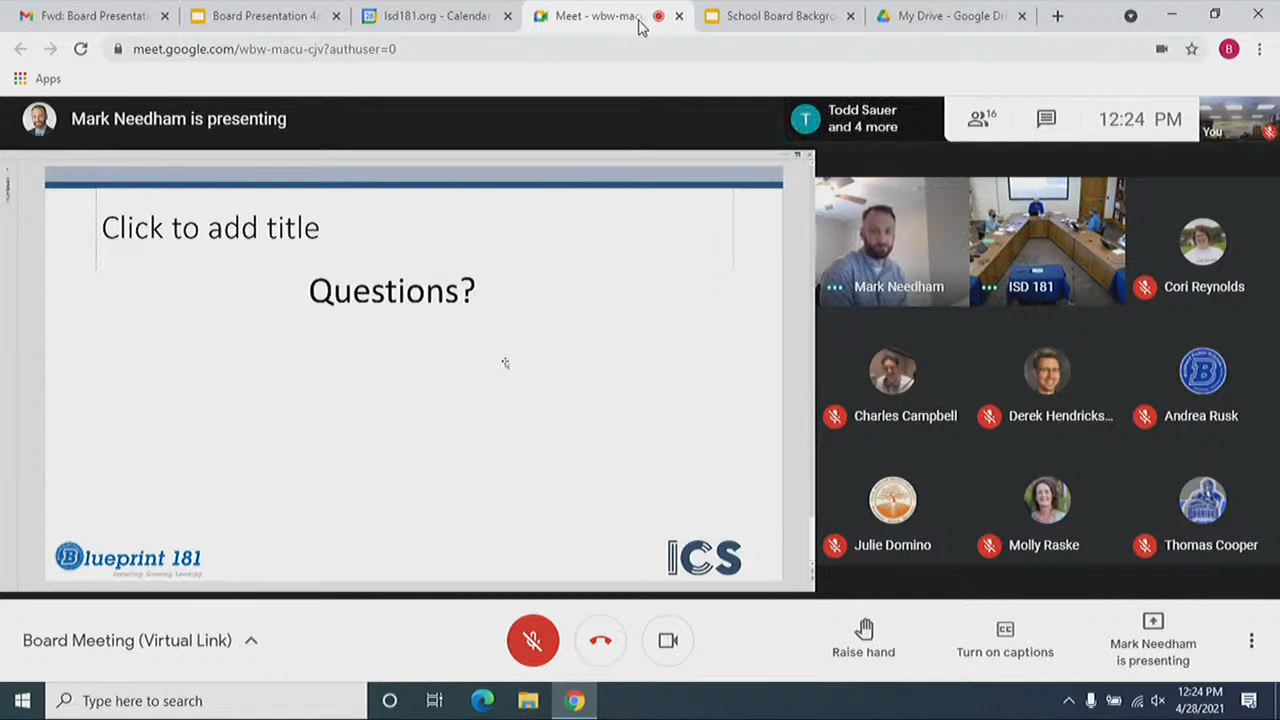 Fwd: Board Presentati
Board Presentation 4/
Isd181.org - Calenda
Meet - wbw-mac
School Board Backgro
My Drive - Google Dri
meet.google.com/wbw-macu-cjv?authuser=0
B
Apps
Mark Needham is presenting
T
Todd Sauer
and 4 more
16
12:24 PM
You
Click to add title
Questions?
Blueprint 181
ICS
Mark Needham
ISD 181
Cori Reynolds
Charles Campbell
Derek Hendricks...
Andrea Rusk
B
Julie Domino
Molly Raske
Thomas Cooper
Board Meeting (Virtual Link)
Raise hand
CC
Turn on captions
Mark Needham
is presenting
Type here to search
12:24 PM
4/28/2021